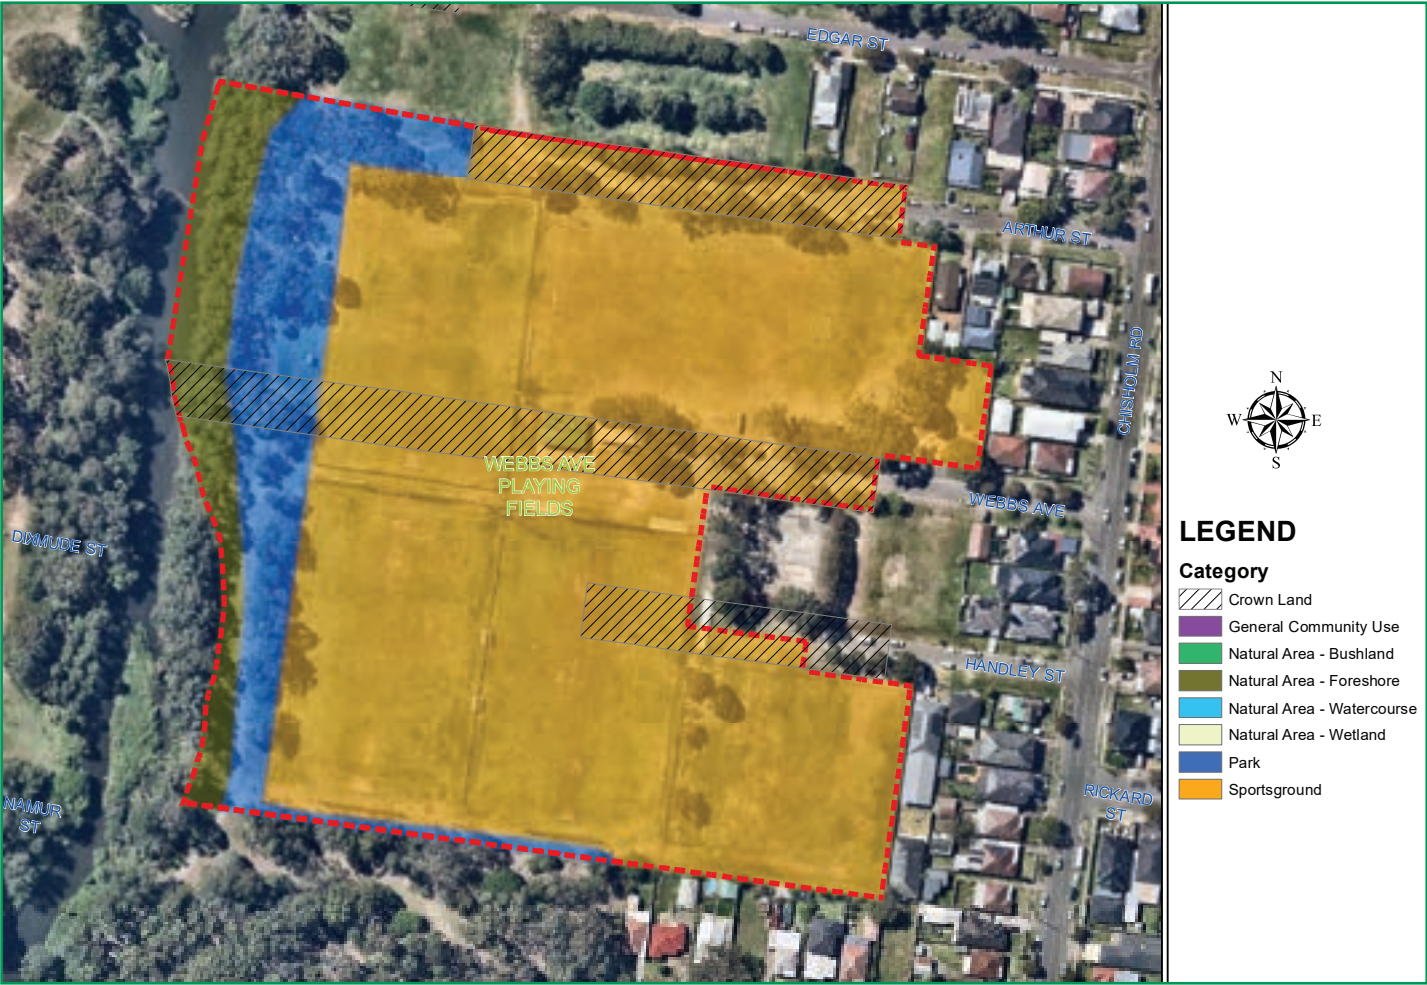 EDGAR ST
ARTHUR ST
CHISHOLM RD
WEBBS AVE
PLAYING
FIELDS
WEBBS AVE
DIXMUDE ST
HANDLEY ST
NAMUR
ST
RICKARD
ST
N
W
E
S
LEGEND
Category
Crown Land
General Community Use
Natural Area - Bushland
Natural Area - Foreshore
Natural Area - Watercourse
Natural Area - Wetland
Park
Sportsground